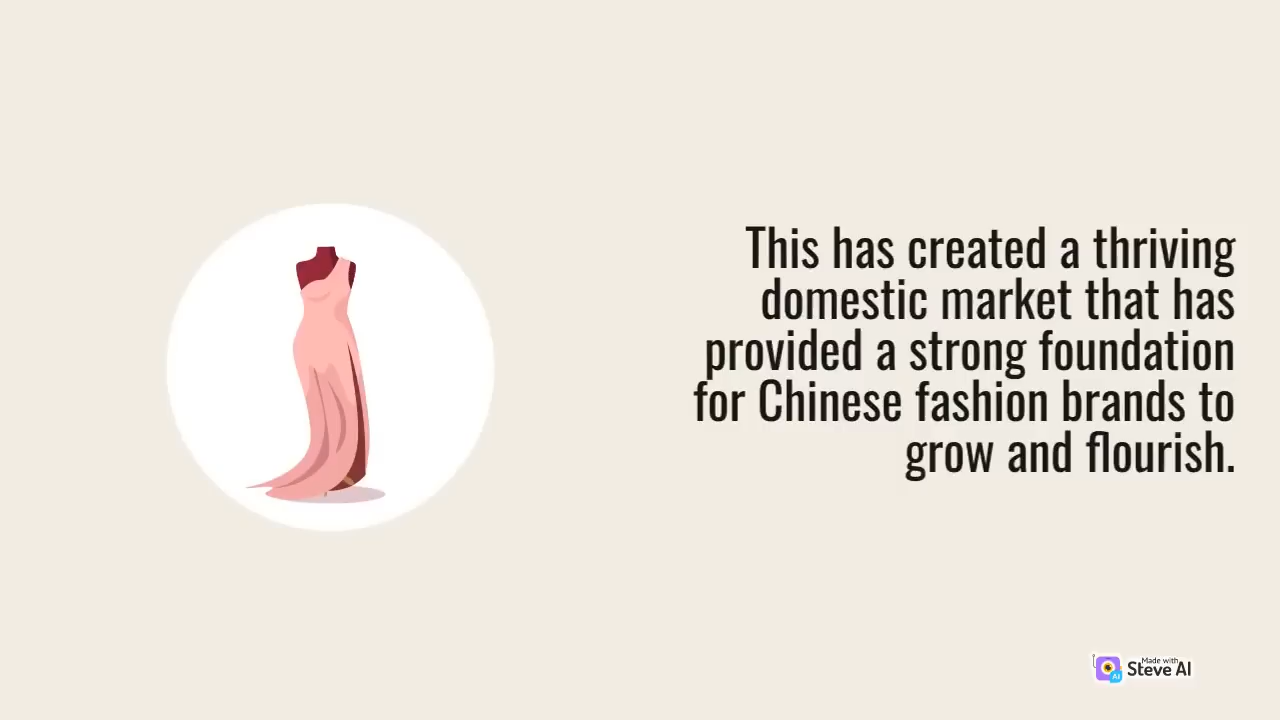 This has created a thriving
domestic market that has
provided a strong foundation
for Chinese fashion brands to
grow and flourish.
Made with
Steve AI
AI